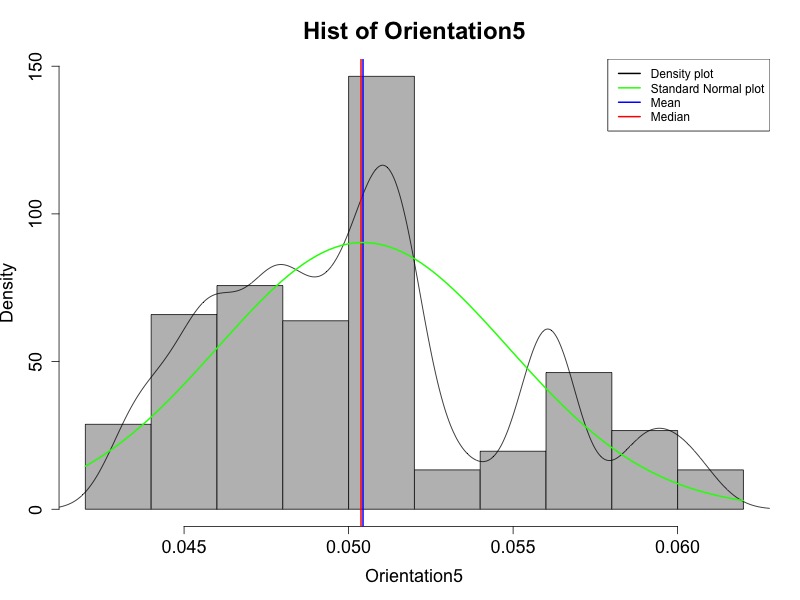 Hist of Orientation5
Density plot
Standard Normal plot
Mean
Median
Density
150
100
50
0
0.045 0.050 0.055 0.060
Orientation5